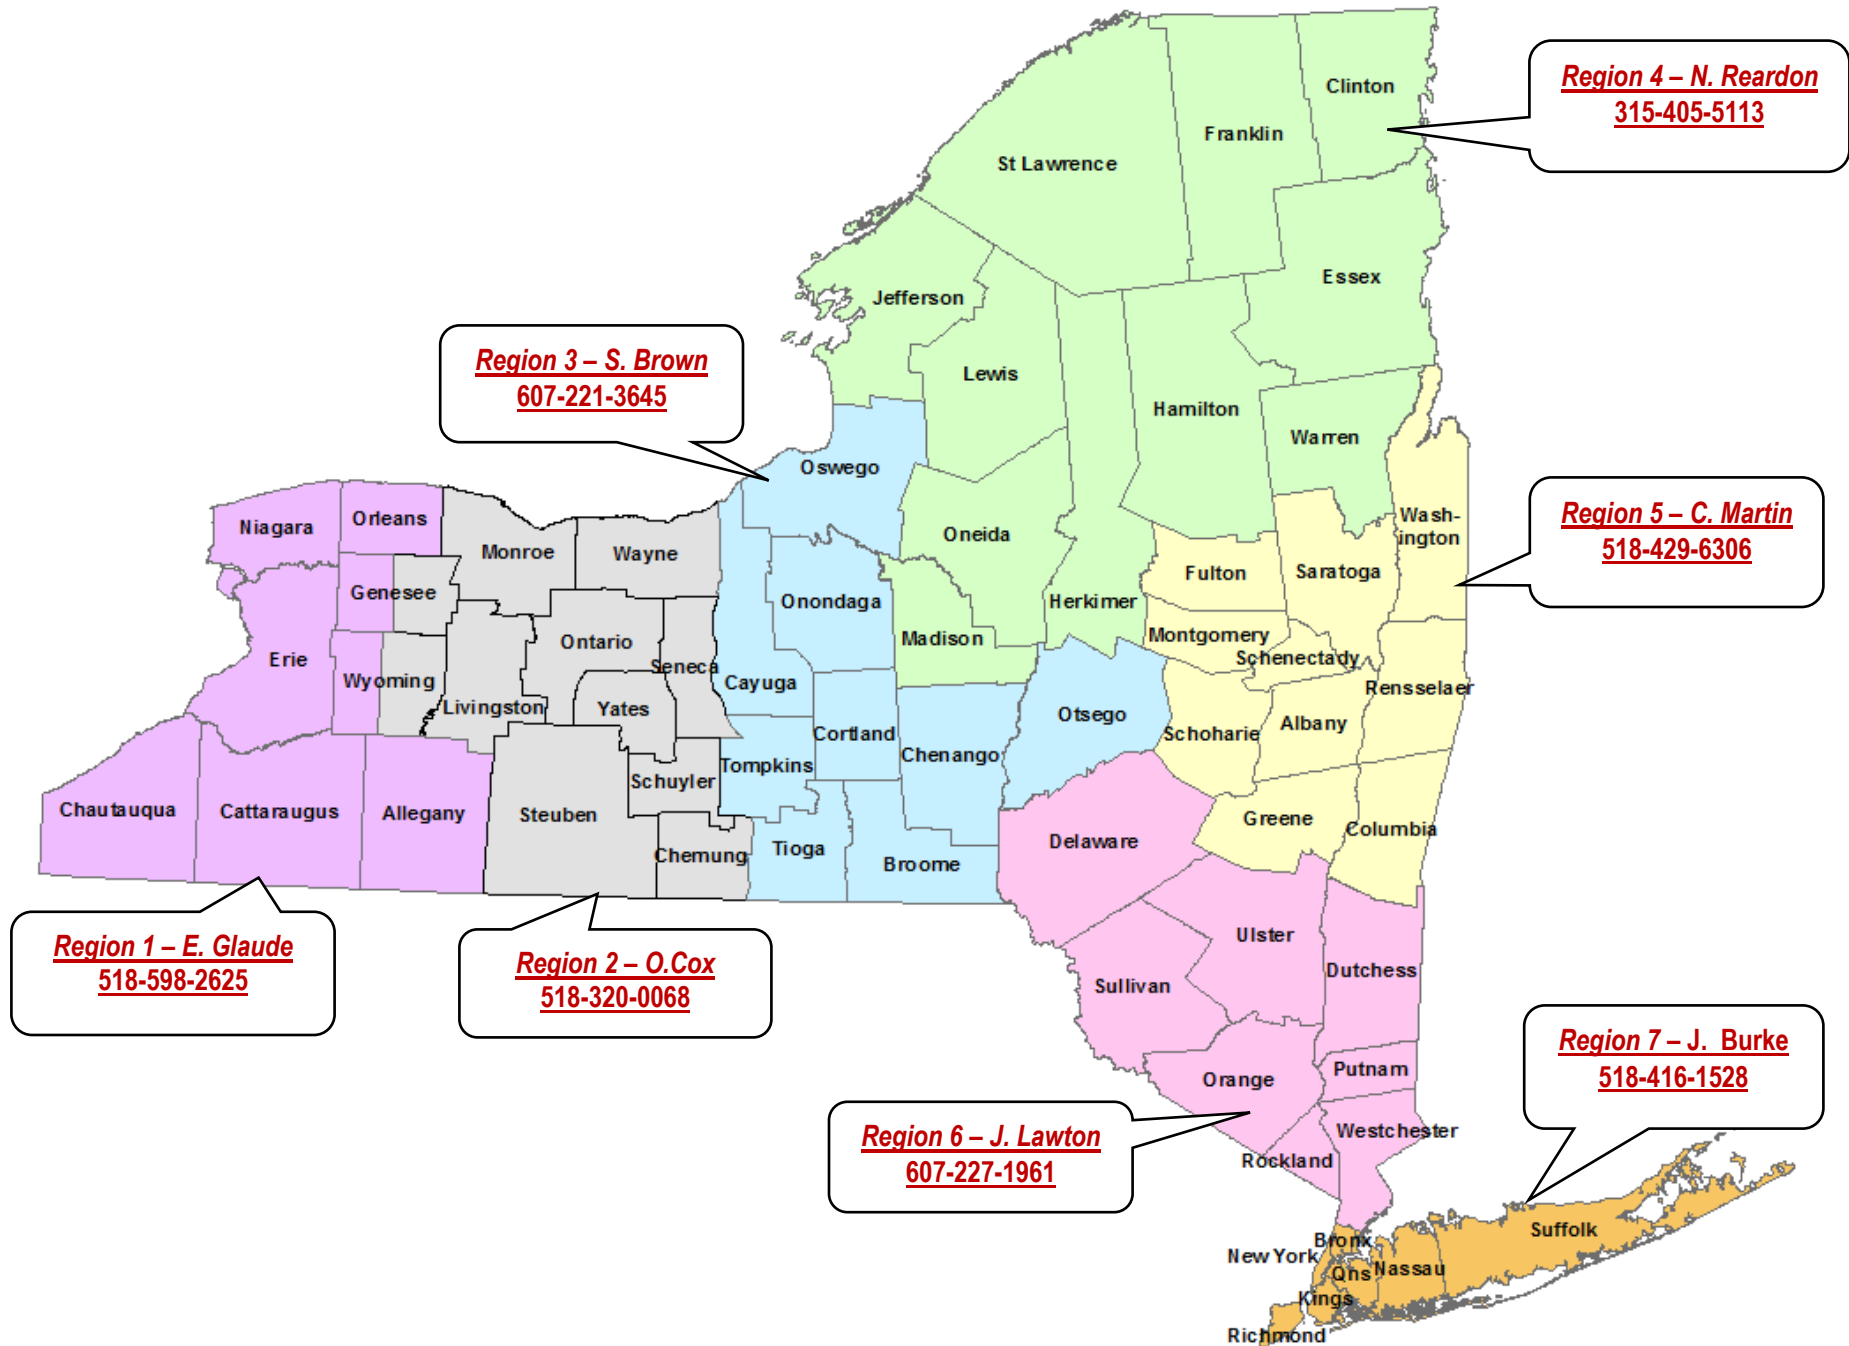 Region 4 – N. Reardon
315-405-5113
Clinton
Franklin
St Lawrence
Essex
Jefferson
Region 3 – S. Brown
607-221-3645
Lewis
Hamilton
Warren
Oswego
Region 5 – C. Martin
518-429-6306
Wash-
ington
Niagara
Orleans
Monroe
Wayne
Oneida
Fulton
Saratoga
Genesee
Onondaga
Herkimer
Ontario
Madison
Montgomery
Erie
Wyoming
Seneca
Cayuga
Schenectady
Rensselaer
Livingston
Yates
Otsego
Albany
Cortland
Schoharie
Chenango
Tompkins
Schuyler
Chautauqua
Cattaraugus
Allegany
Steuben
Greene
Columbia
Delaware
Chemung
Tioga
Broome
Region 1 – E. Glaude
518-598-2625
Region 2 – O.Cox
518-320-0068
Ulster
Dutchess
Sullivan
Region 7 – J. Burke
518-416-1528
Orange
Putnam
Region 6 – J. Lawton
607-227-1961
Westchester
Rockland
Suffolk
Bronx
New York
Qns
Nassau
Kings
Richmond